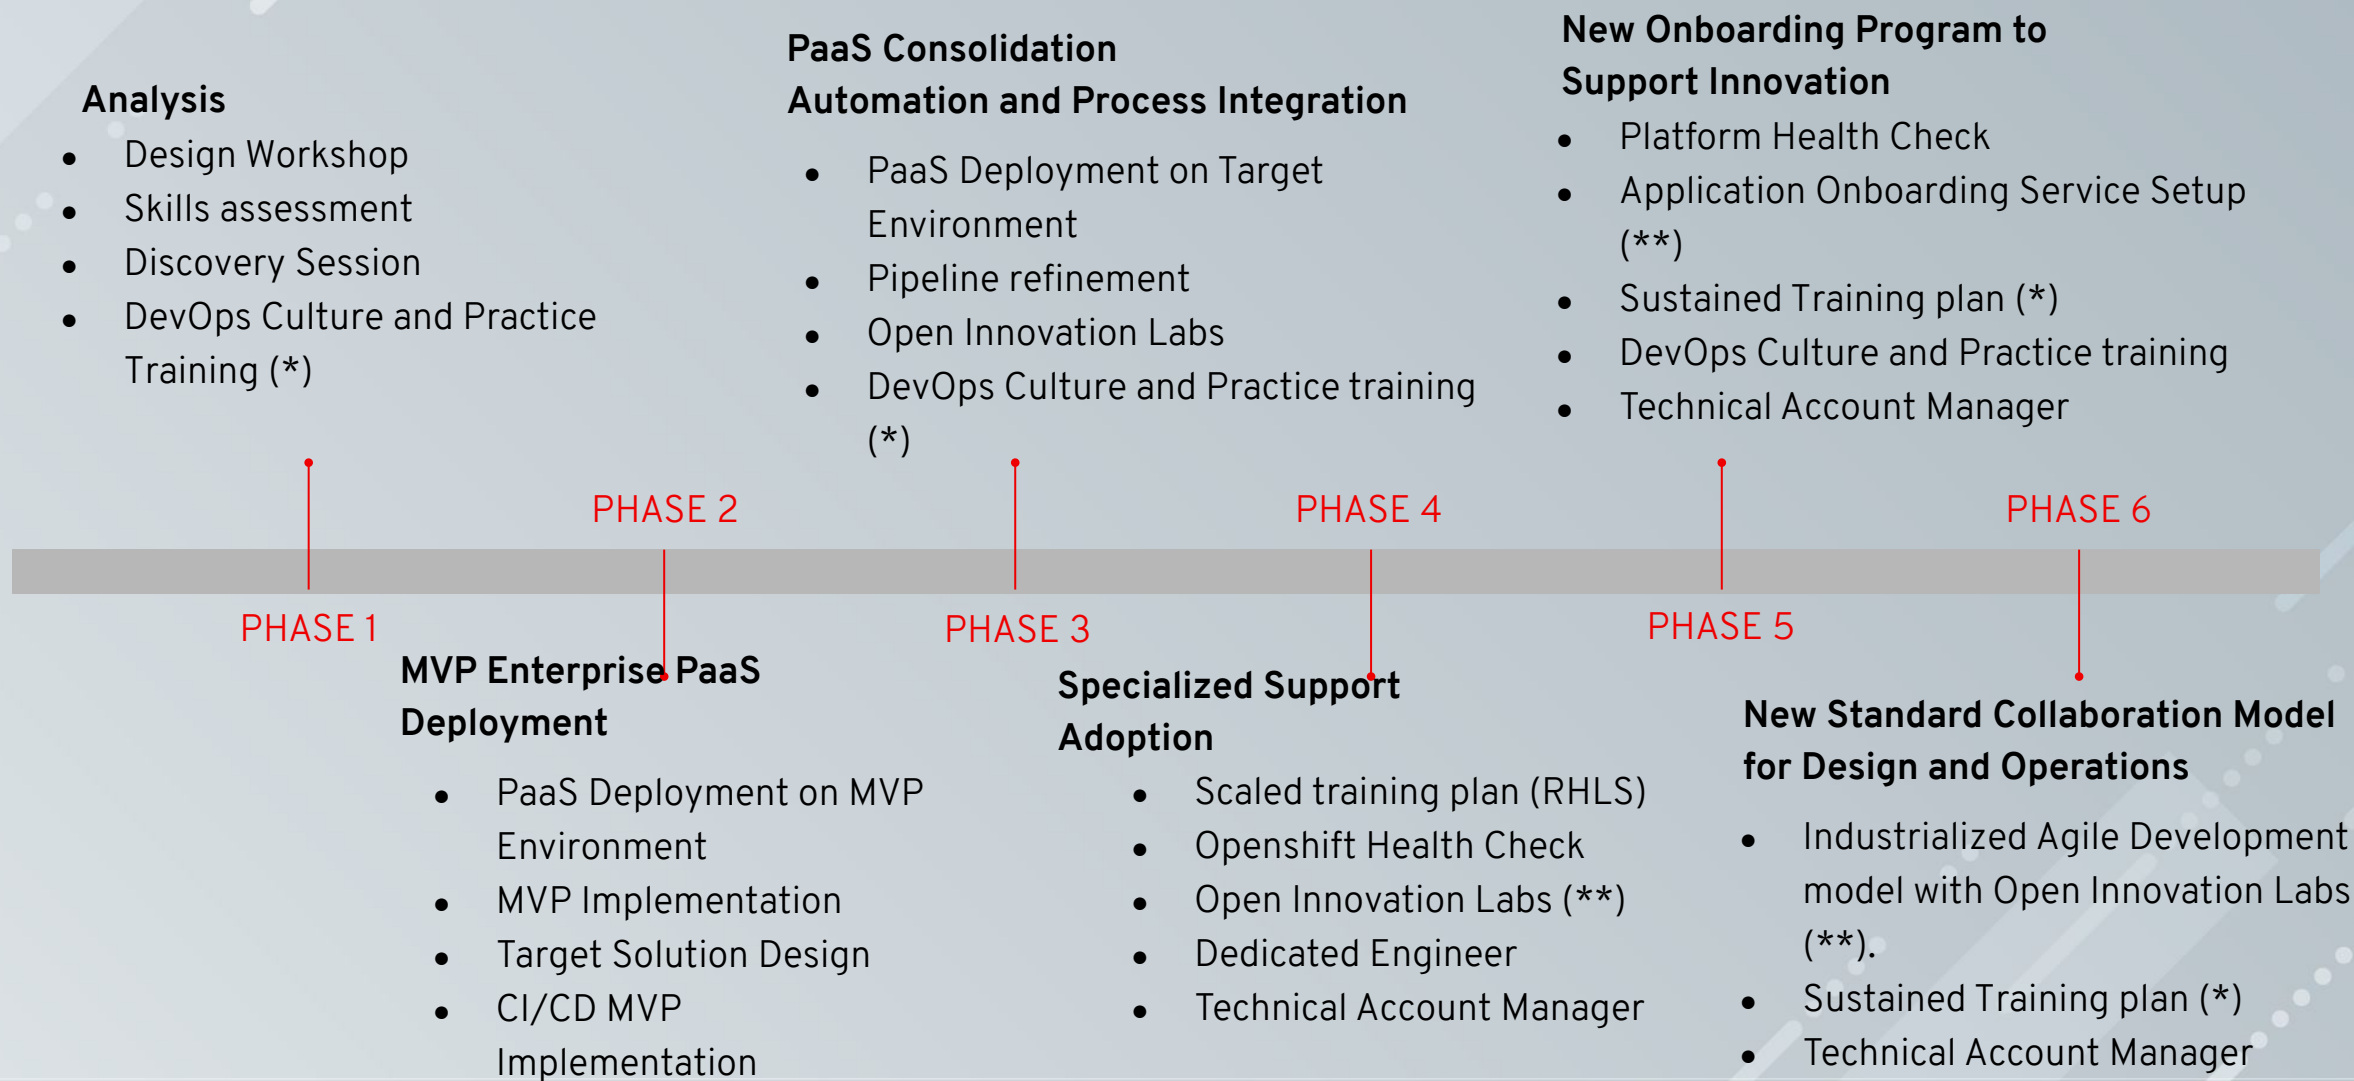 Analysis
Design Workshop
Skills assessment
Discovery Session
DevOps Culture and Practice
Training (*)
PHASE 1
PHASE 2
MVP Enterprise PaaS
Deployment
PaaS Deployment on MVP
Environment
MVP Implementation
Target Solution Design
CI/CD MVP
Implementation
PaaS Consolidation
Automation and Process Integration
PaaS Deployment on Target
Environment
Pipeline refinement
Open Innovation Labs
DevOps Culture and Practice training
(*)
PHASE 3
PHASE 4
Specialized Support
Adoption
Scaled training plan (RHLS)
Openshift Health Check
Open Innovation Labs (**)
Dedicated Engineer
Technical Account Manager
New Onboarding Program to
Support Innovation
Platform Health Check
Application Onboarding Service Setup
(**)
Sustained Training plan (*)
DevOps Culture and Practice training
Technical Account Manager
PHASE 5
PHASE 6
New Standard Collaboration Model
for Design and Operations
Industrialized Agile Development
model with Open Innovation Labs
(**).
Sustained Training plan (*)
Technical Account Manager